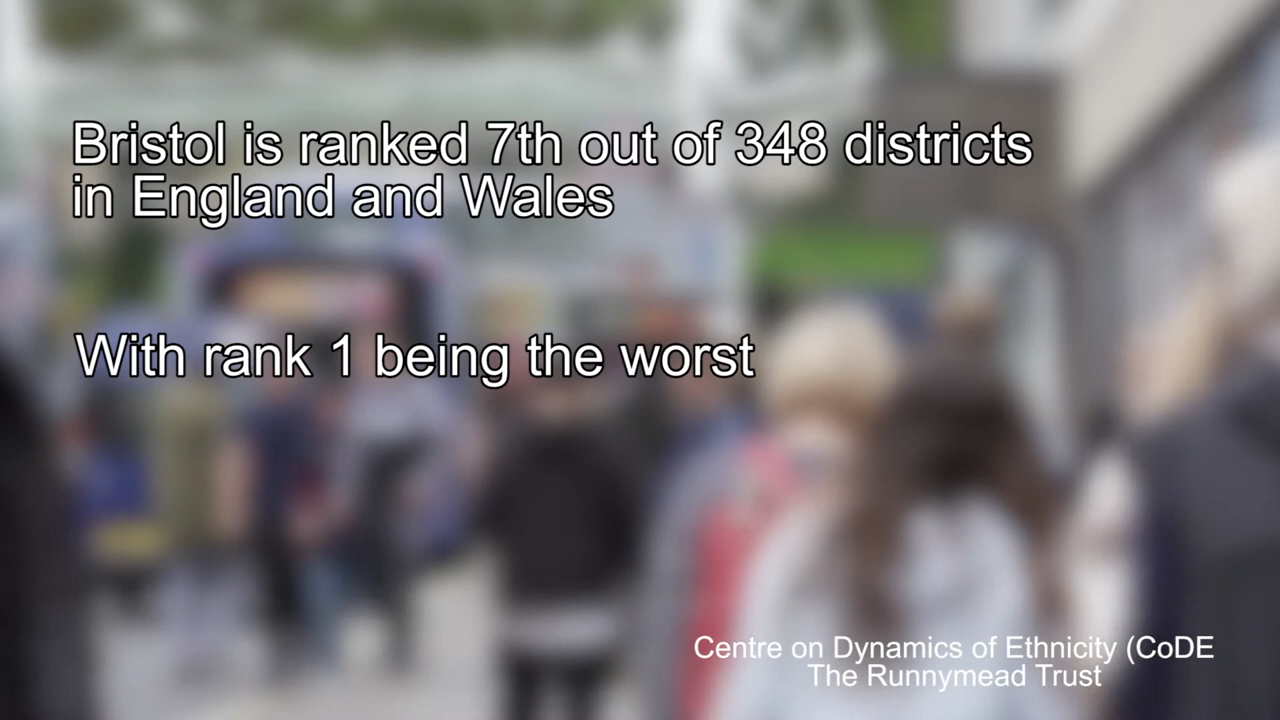 Bristol is ranked 7th out of 348 districts
in England and Wales
With rank 1 being the worst
Centre on Dynamics of Ethnicity (CoDE
The Runnymead Trust